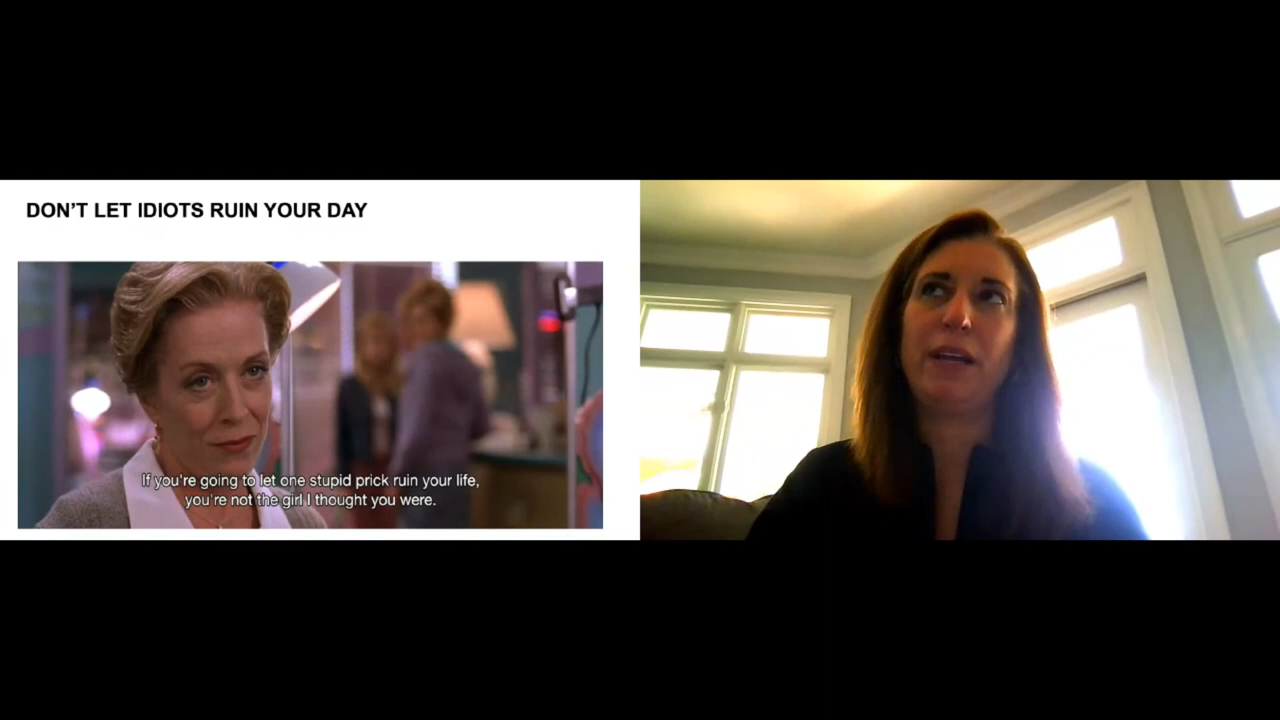 DON'T LET IDIOTS RUIN YOUR DAY
If you're going to let one stupid prick ruin your life,
you're not the girl I thought you were.